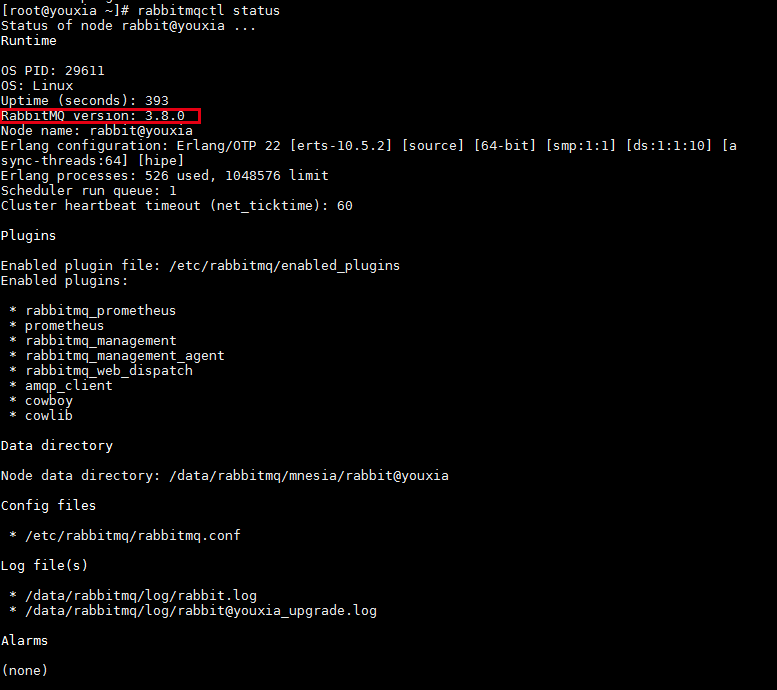 [root@youxia ~]# rabbitmqctl status
Status of node rabbit@youxia ...
Runtime
OS PID: 29611
OS: Linux
Uptime (seconds): 393
RabbitMQ version: 3.8.0
Node name: rabbit@youxia
Erlang configuration: Erlang/OTP 22 [erts-10.5.2] [source] [64-bit] [smp:1:1] [ds:1:1:10] [a
sync-threads:64] [hipe]
Erlang processes: 526 used, 1048576 limit
Scheduler run queue: 1
Cluster heartbeat timeout (net_ticktime): 60
Plugins
Enabled plugin file: /etc/rabbitmq/enabled_plugins
Enabled plugins:
* rabbitmq_prometheus
* prometheus
* rabbitmq_management
* rabbitmq_management_agent
* rabbitmq_web_dispatch
* amqp_client
* cowboy
* cowlib
Data directory
Node data directory: /data/rabbitmq/mnesia/rabbit@youxia
Config files
* /etc/rabbitmq/rabbitmq.conf
Log file(s)
* /data/rabbitmq/log/rabbit.log
* /data/rabbitmq/log/rabbit@youxia_upgrade.log
Alarms
(none)